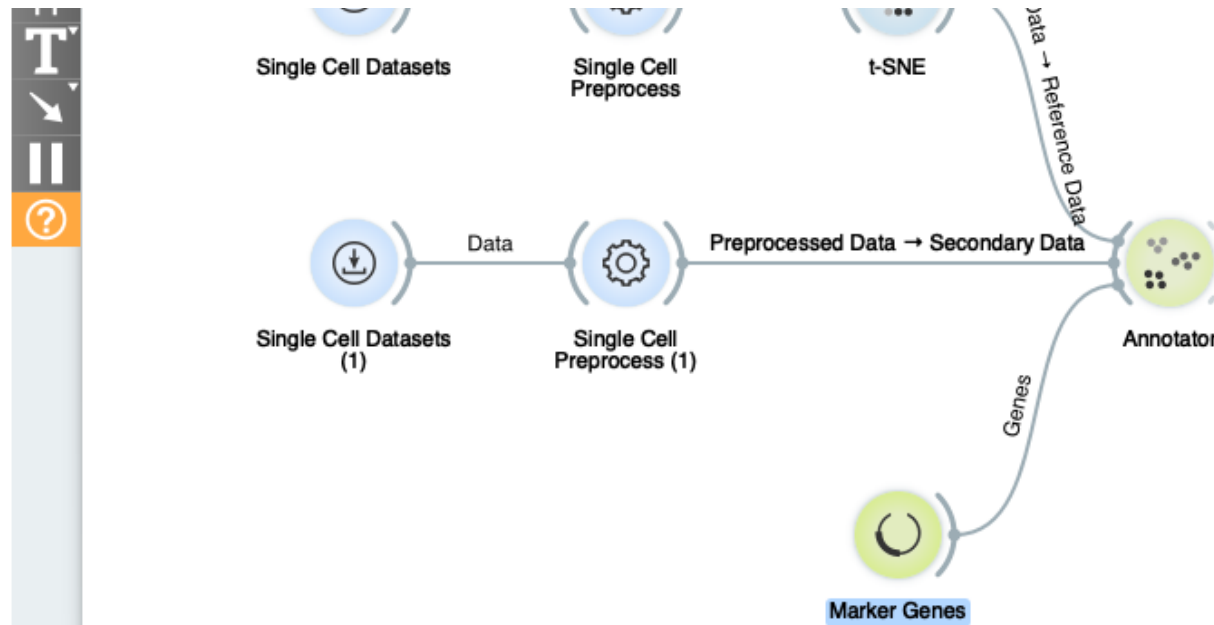 T
Single Cell Datasets
Single Cell
Preprocess
t-SNE
Data → Reference Data
Data
Preprocessed Data → Secondary Data
?
Single Cell Datasets
(1)
Single Cell
Preprocess (1)
Annotator
Genes
Marker Genes